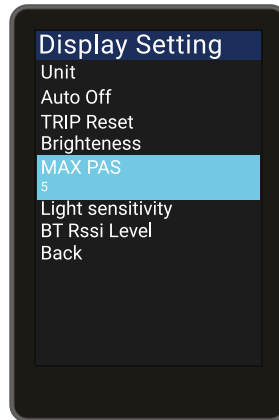 Display Setting
Unit
Auto Off
TRIP Reset
Brighteness
MAX PAS
5
Light sensitivity
BT Rssi Level
Back